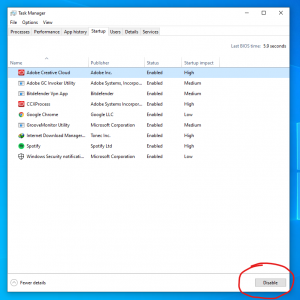 Task Manager
File Options View
Processes Performance App history Startup Users Details Services
Last BIOS time: 5.9 seconds
Name Publisher Status Startup impact
Adobe Creative Cloud Adobe Inc. Enabled High
Adobe GC Invoker Utility Adobe Systems, Incorpor... Enabled Medium
Bitdefender Vpn App Bitdefender Enabled Medium
CCXProcess Adobe Systems Incorpor... Enabled High
Google Chrome Google LLC Enabled Low
GrooveMonitor Utility Microsoft Corporation Enabled Medium
Internet Download Manage... Tonec Inc. Enabled High
Spotify Spotify Ltd Enabled High
Windows Security notificati... Microsoft Corporation Enabled Low
Fewer details
Disable